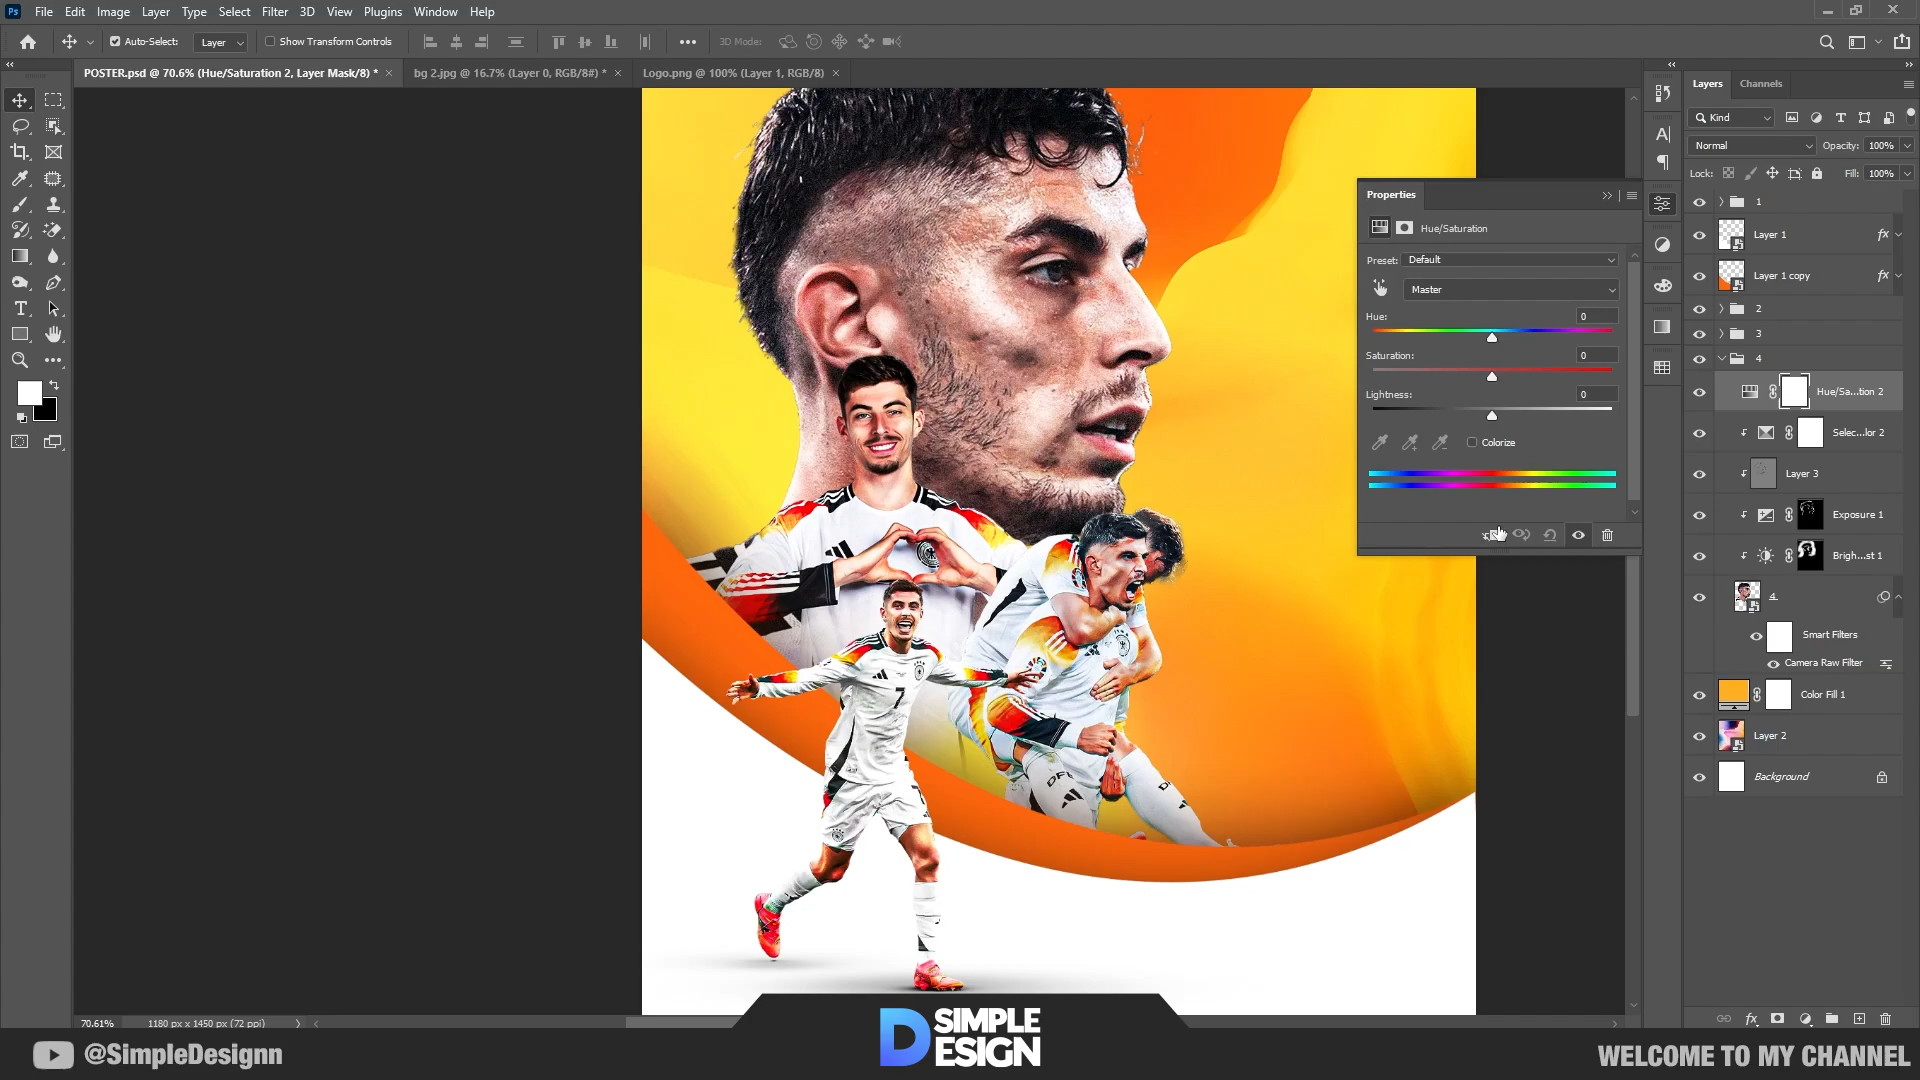 Ps File Edit Image Layer Type Select Filter 3D View Plugins Window Help
Auto-Select: Layer Show Transform Controls 3D Mode:
POSTER.psd @ 70.6% (Hue/Saturation 2, Layer Mask/8) * bg 2.jpg @ 16.7% (Layer 0, RGB/8#) * Logo.png @ 100% (Layer 1, RGB/8)
Layers Channels
Kind
Normal Opacity: 100%
Lock: Fill: 100%
1
Layer 1 fx
Layer 1 copy fx
2
3
4
Hue/Sa...tion 2
Selec...lor 2
Layer 3
Exposure 1
Brigh...st 1
4
Smart Filters
Camera Raw Filter
Color Fill 1
Layer 2
Background
Properties
Hue/Saturation
Preset: Default
Master
Hue: 0
Saturation: 0
Lightness: 0
Colorize
7
DFB
70.61% 1180 px x 1450 px (72 ppi)
@SimpleDesignn
D SIMPLE
ESIGN
WELCOME TO MY CHANNEL